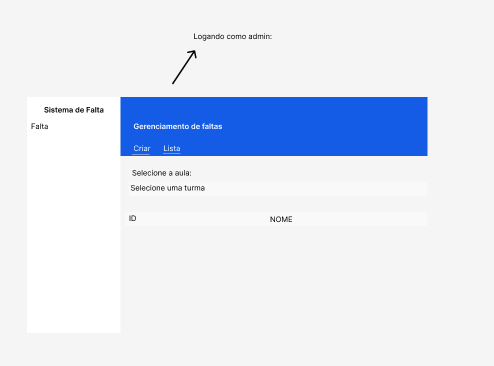 Logando como admin:
Sistema de Falta
Falta
Gerenciamento de faltas
Criar Lista
Selecione a aula:
Selecione uma turma
ID NOME